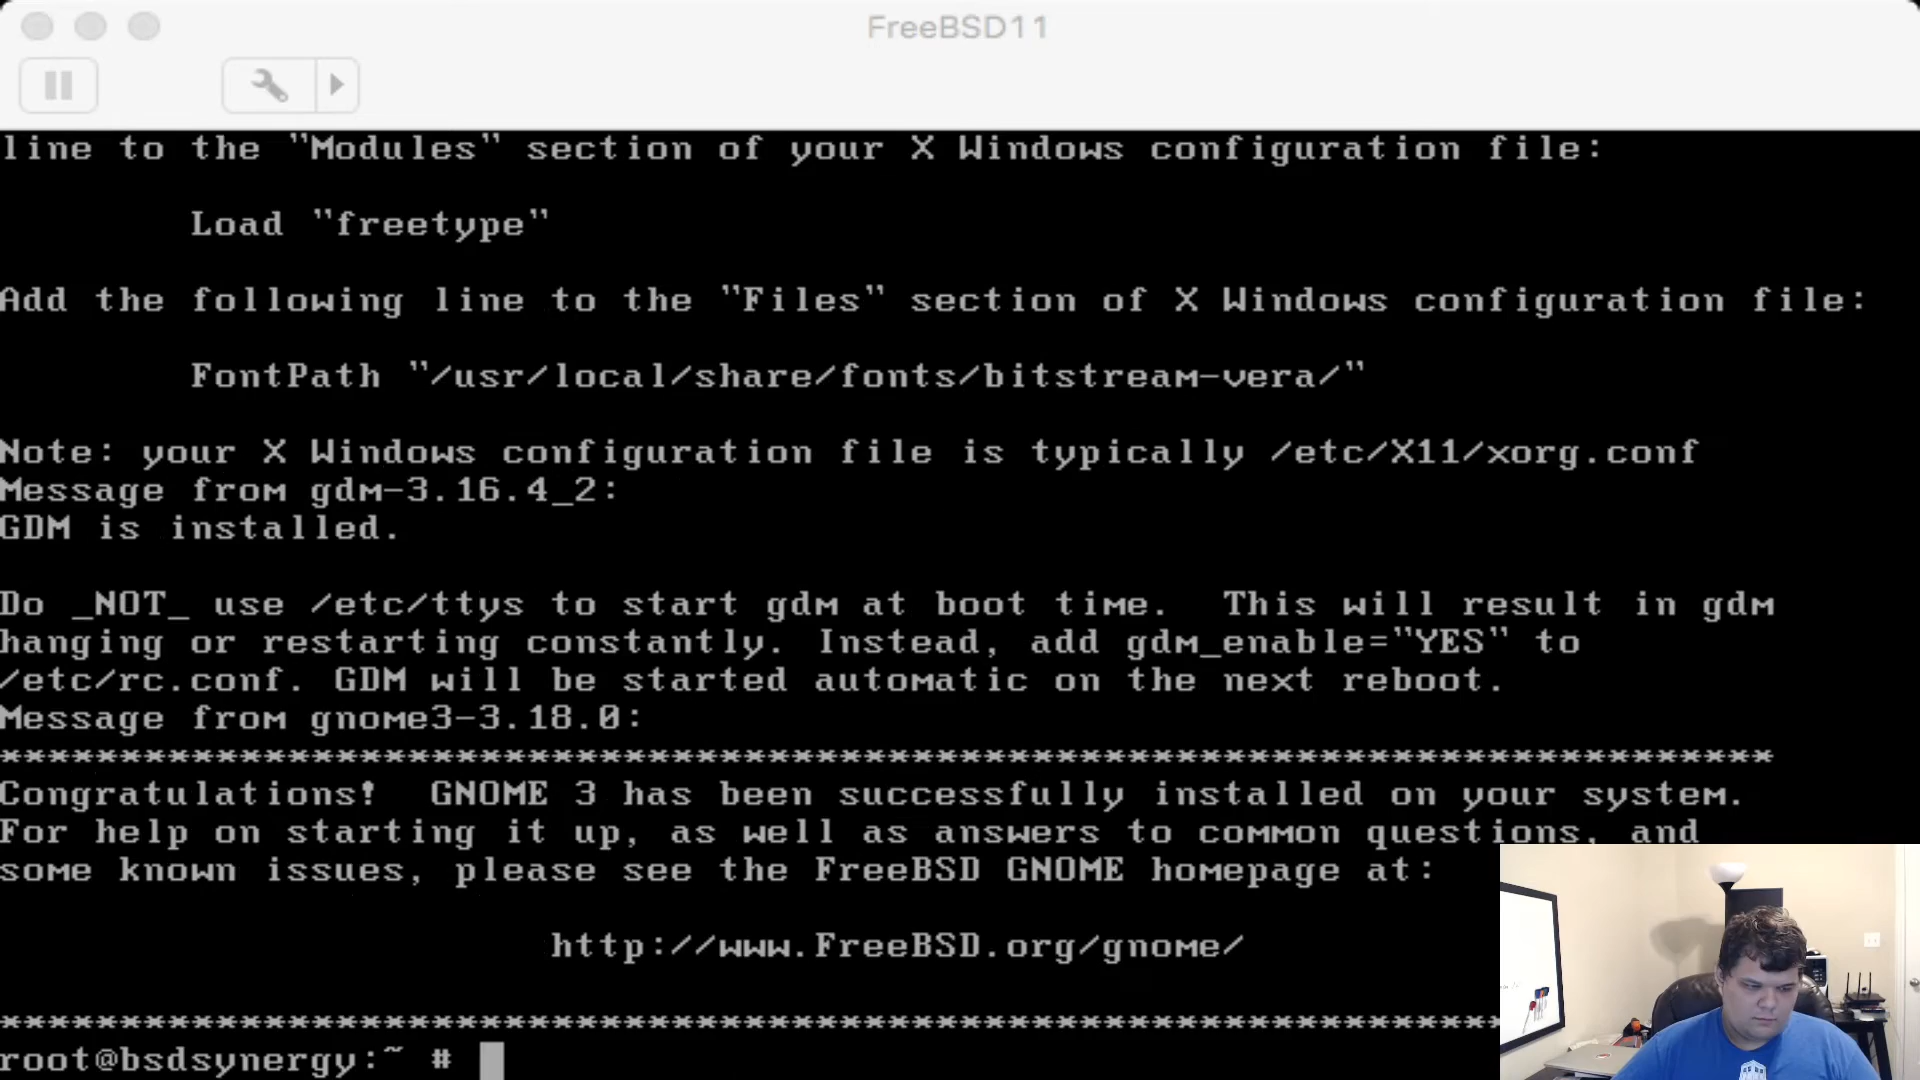 FreeBSD11
line to the "Modules" section of your X Windows configuration file:
Load "freetype"
Add the following line to the "Files" section of X Windows configuration file:
FontPath "/usr/local/share/fonts/bitstream-vera/"
Note: your X Windows configuration file is typically /etc/X11/xorg.conf
Message from gdm-3.16.4_2:
GDM is installed.
Do _NOT_ use /etc/ttys to start gdm at boot time.  This will result in gdm
hanging or restarting constantly. Instead, add gdm_enable="YES" to
/etc/rc.conf. GDM will be started automatic on the next reboot.
Message from gnome3-3.18.0:
**************************************************************************
Congratulations!  GNOME 3 has been successfully installed on your system.
For help on starting it up, as well as answers to common questions, and
some known issues, please see the FreeBSD GNOME homepage at:
http://www.FreeBSD.org/gnome/
***************************************************************
root@bsdsynergy:~ #